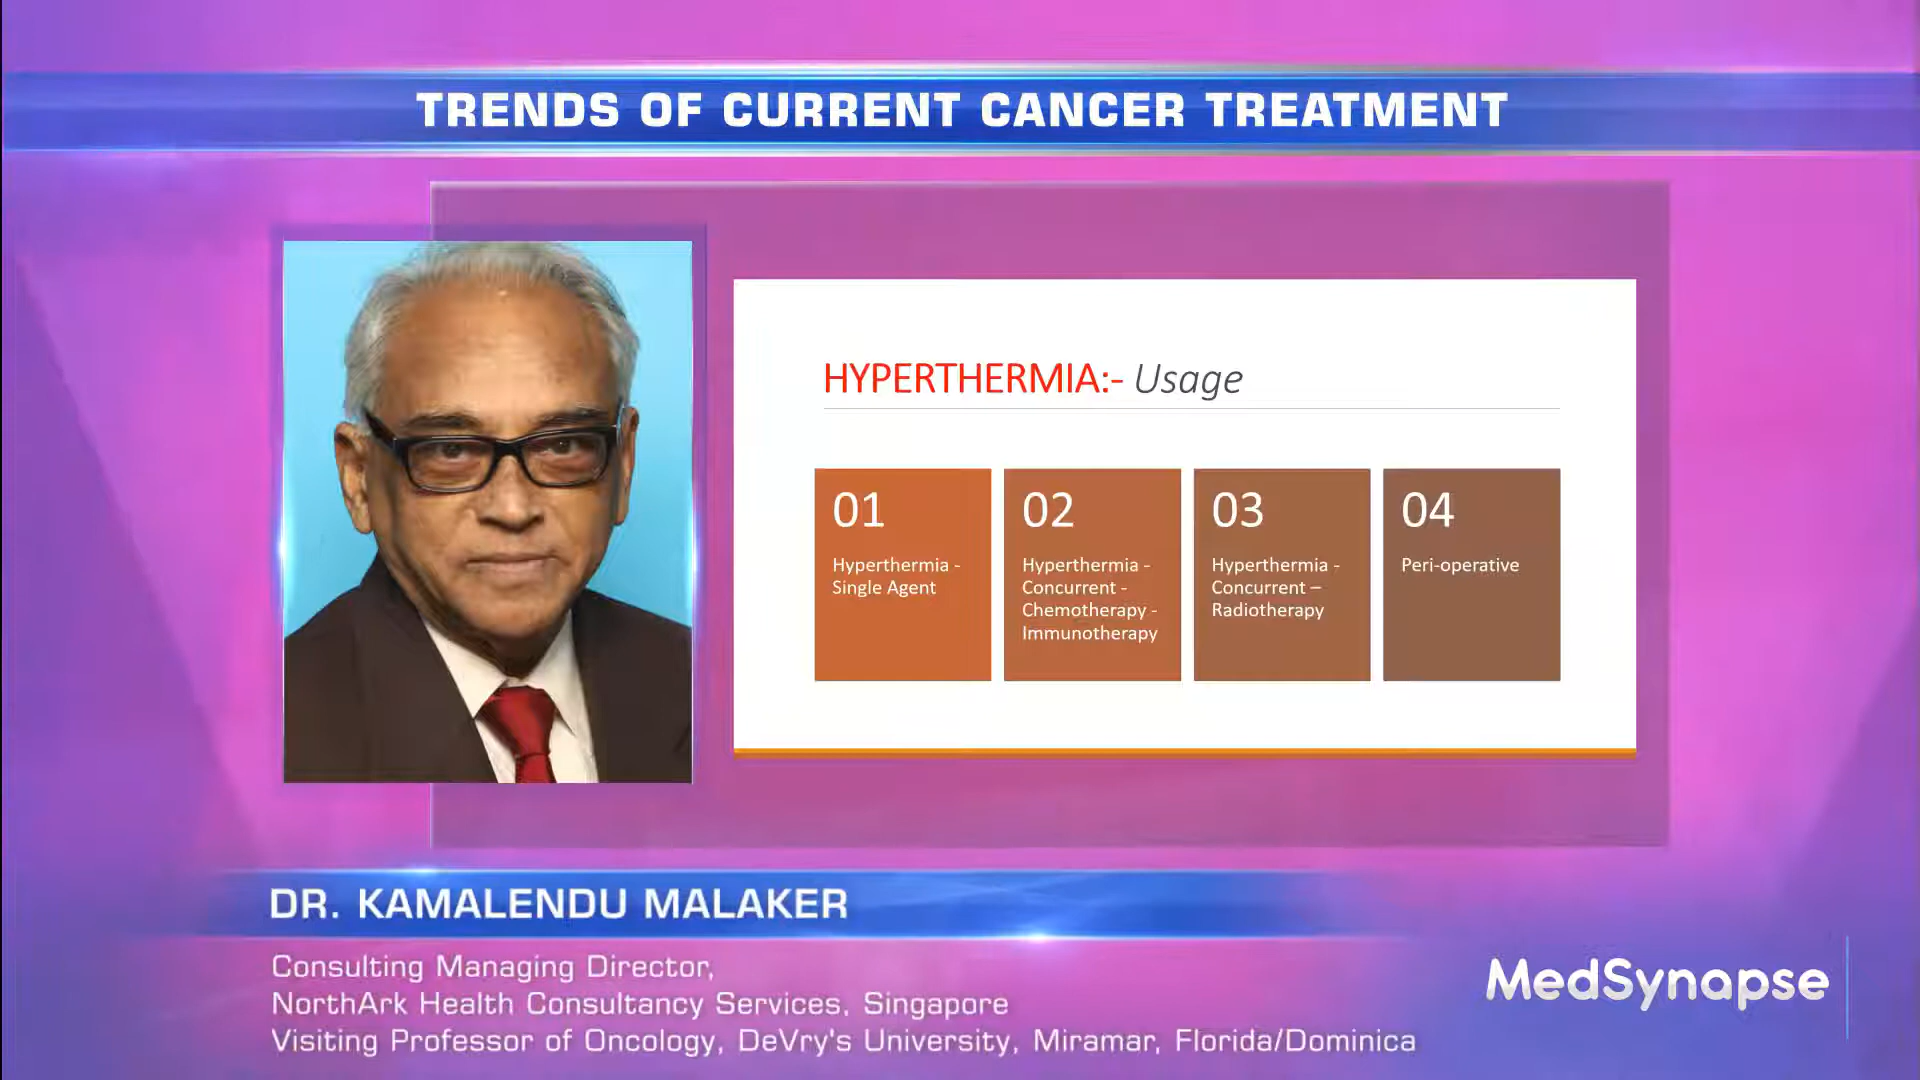 TRENDS OF CURRENT CANCER TREATMENT
HYPERTHERMIA:- Usage
01
Hyperthermia -
Single Agent
02
Hyperthermia -
Concurrent -
Chemotherapy -
Immunotherapy
03
Hyperthermia -
Concurrent –
Radiotherapy
04
Peri-operative
DR. KAMALENDU MALAKER
Consulting Managing Director,
NorthArk Health Consultancy Services, Singapore
Visiting Professor of Oncology, DeVry's University, Miramar, Florida/Dominica
MedSynapse